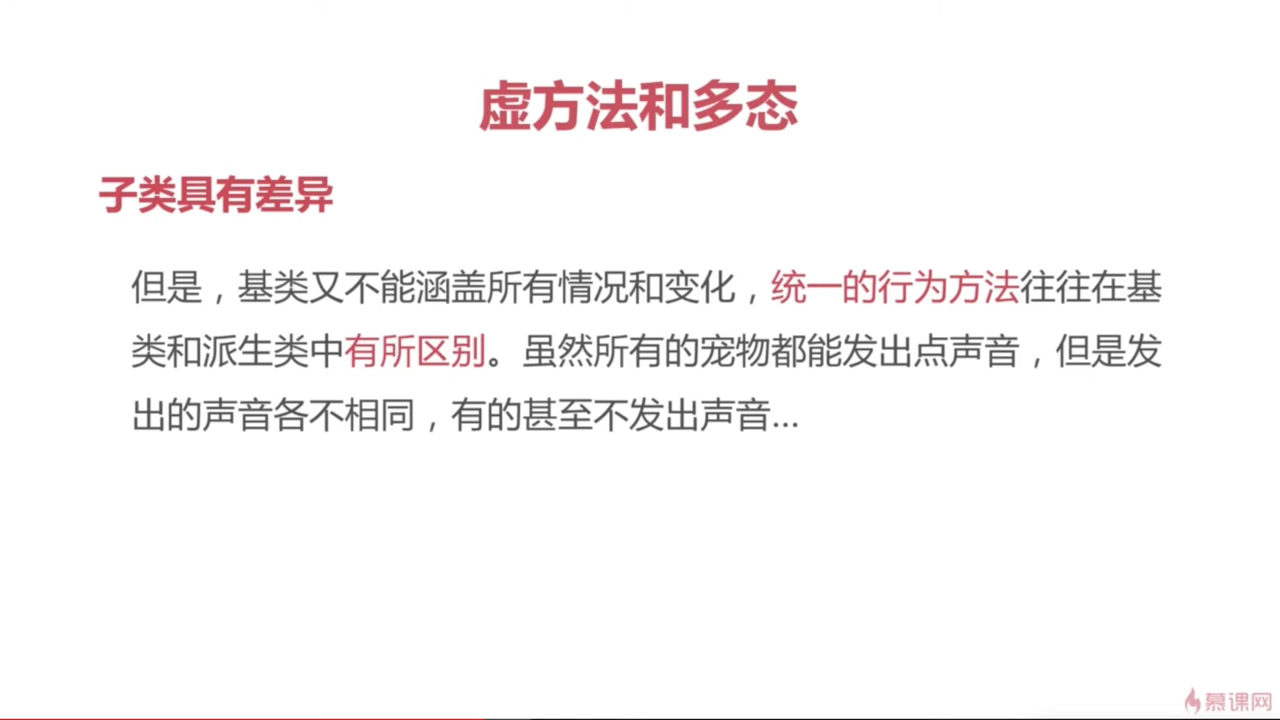 虚方法和多态
子类具有差异
但是，基类又不能涵盖所有情况和变化，统一的行为方法往往在基
类和派生类中有所区别。虽然所有的宠物都能发出点声音，但是发
出的声音各不相同，有的甚至不发出声音...
慕课网